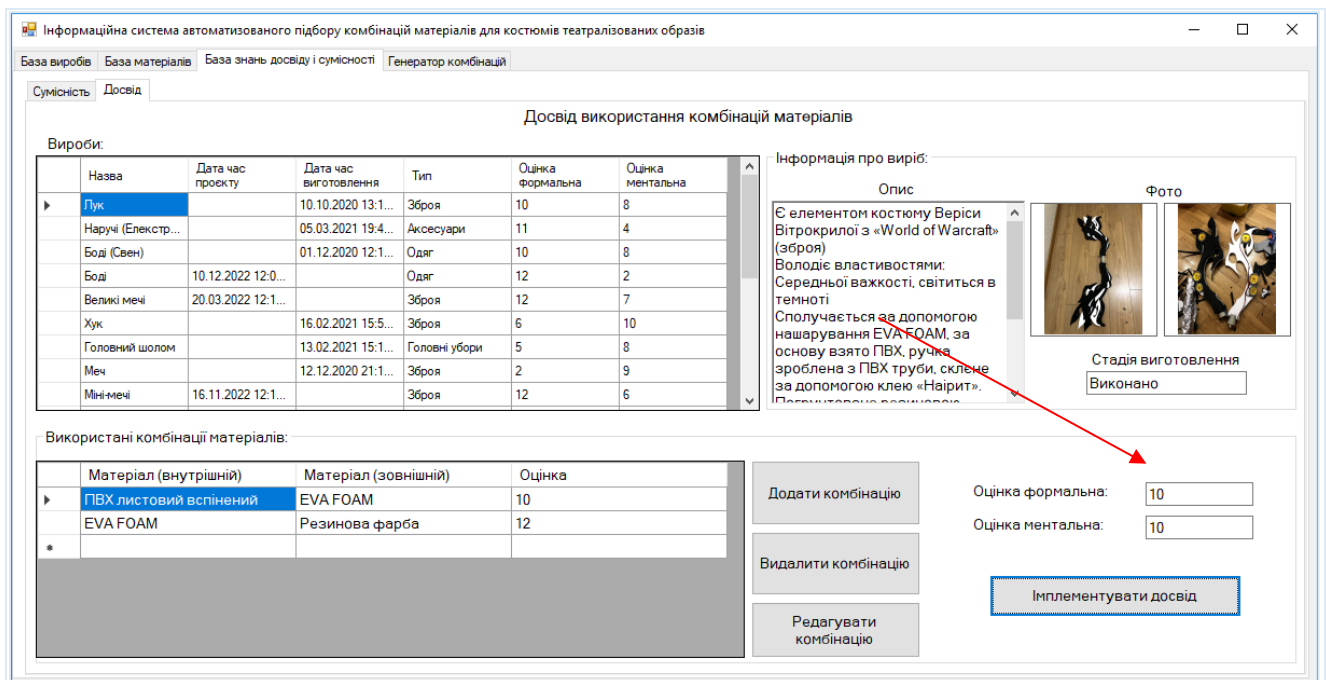 Інформаційна система автоматизованого підбору комбінацій матеріалів для костюмів театралізованих образів
База виробів База матеріалів База знань досвіду і сумісності Генератор комбінацій
Сумісність Досвід
Досвід використання комбінацій матеріалів
Вироби:
Назва Дата час проєкту Дата час виготовлення Тип Оцінка формальна Оцінка ментальна
Лук 10.10.2020 13:1... Зброя 10 8
Наручі (Електр... 05.03.2021 19:4... Аксесуари 11 4
Боді (Свен) 01.12.2020 12:1... Одяг 10 8
Боді 10.12.2022 12:0... Одяг 12 2
Великі мечі 20.03.2022 12:1... Зброя 12 7
Хук 16.02.2021 15:5... Зброя 6 10
Головний шолом 13.02.2021 15:1... Головні убори 5 8
Меч 12.12.2020 21:1... Зброя 2 9
Міні-мечі 16.11.2022 12:1... Зброя 12 6
Інформація про виріб:
Опис
Є елементом костюму Веріси
Вітрокрилої з «World of Warcraft»
(зброя)
Володіє властивостями:
Середньої важкості, світиться в
темноті
Сполучається за допомогою
нашарування EVA FOAM, за
основу взято ПВХ, ручка
зроблена з ПВХ труби, склєне
за допомогою клею «Наірит».
Фото
Стадія виготовлення
Виконано
Використані комбінації матеріалів:
Матеріал (внутрішній) Матеріал (зовнішній) Оцінка
ПВХ листовий вспінений EVA FOAM 10
EVA FOAM Резинова фарба 12
Додати комбінацію
Видалити комбінацію
Редагувати
комбінацію
Оцінка формальна: 10
Оцінка ментальна: 10
Імплементувати досвід